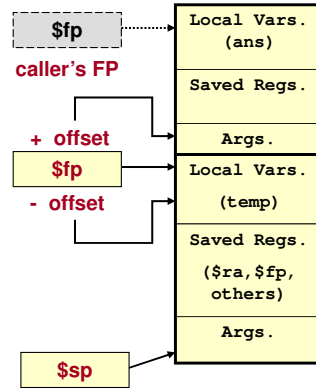 $fp
caller's FP
+ offset
$fp
- offset
$sp
Local Vars.
(ans)
Saved Regs.
Args.
Local Vars.
(temp)
Saved Regs.
($ra,$fp,
others)
Args.